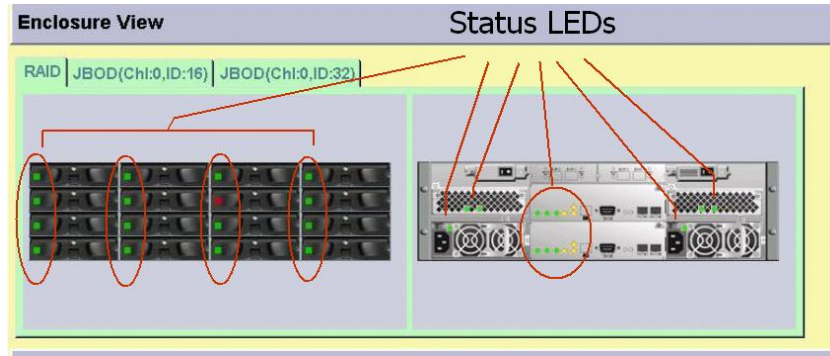 Enclosure View
Status LEDs
RAID
JBOD(Chl:0,ID:16)
JBOD(Chl:0,ID:32)